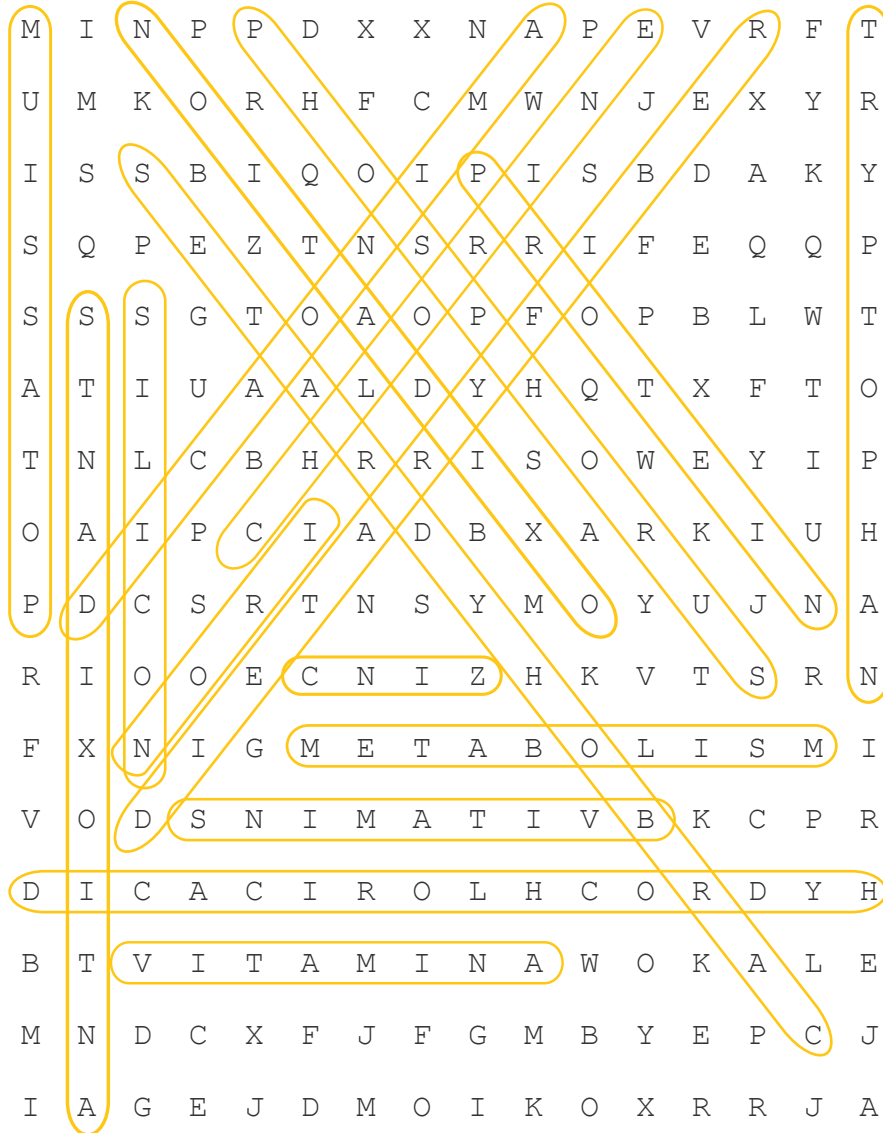 M I N P P D X X N A P E V R F T
U M K O R H F C M W N J E X Y R
I S S B I Q O I P I S B D A K Y
S Q P E Z T N S R R I F E Q Q P
S S S G T O A O P F O P B L W T
A T I U A A L D Y H Q T X F T O
T N L C B H R R I S O W E Y I P
O A I P C I A D B X A R K I U H
P D C S R T N S Y M O Y U J N A
R I O O E C N I Z H K V T S R N
F X N I G M E T A B O L I S M I
V O D S N I M A T I V B K C P R
D I C A C I R O L H C O R D Y H
B T V I T A M I N A W O K A L E
M N D C X F J F G M B Y E P C J
I A G E J D M O I K O X R R J A